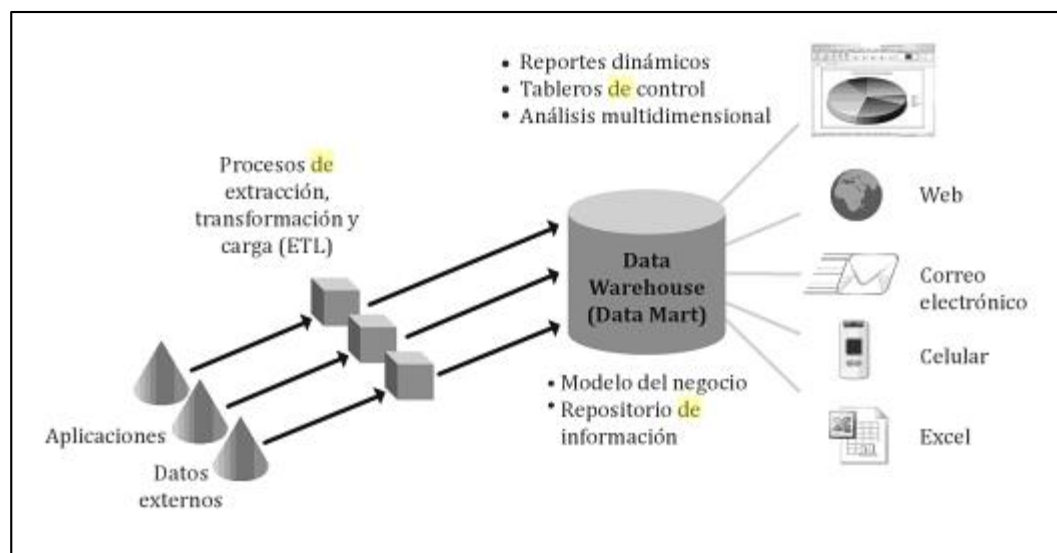 • Reportes dinámicos
• Tableros de control
• Análisis multidimensional
Procesos de
extracción,
transformación y
carga (ETL)
Data
Warehouse
(Data Mart)
Web
Correo
electrónico
Celular
Excel
• Modelo del negocio
• Repositorio de
información
Aplicaciones
Datos
externos